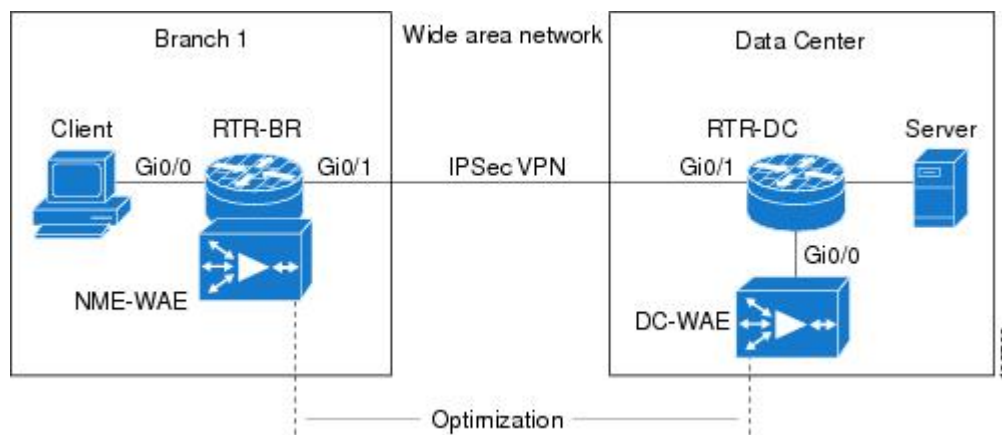 Branch 1
Wide area network
Data Center
Client
RTR-BR
RTR-DC
Server
Gi0/0
Gi0/1
IPSec VPN
Gi0/1
Gi0/0
NME-WAE
DC-WAE
Optimization